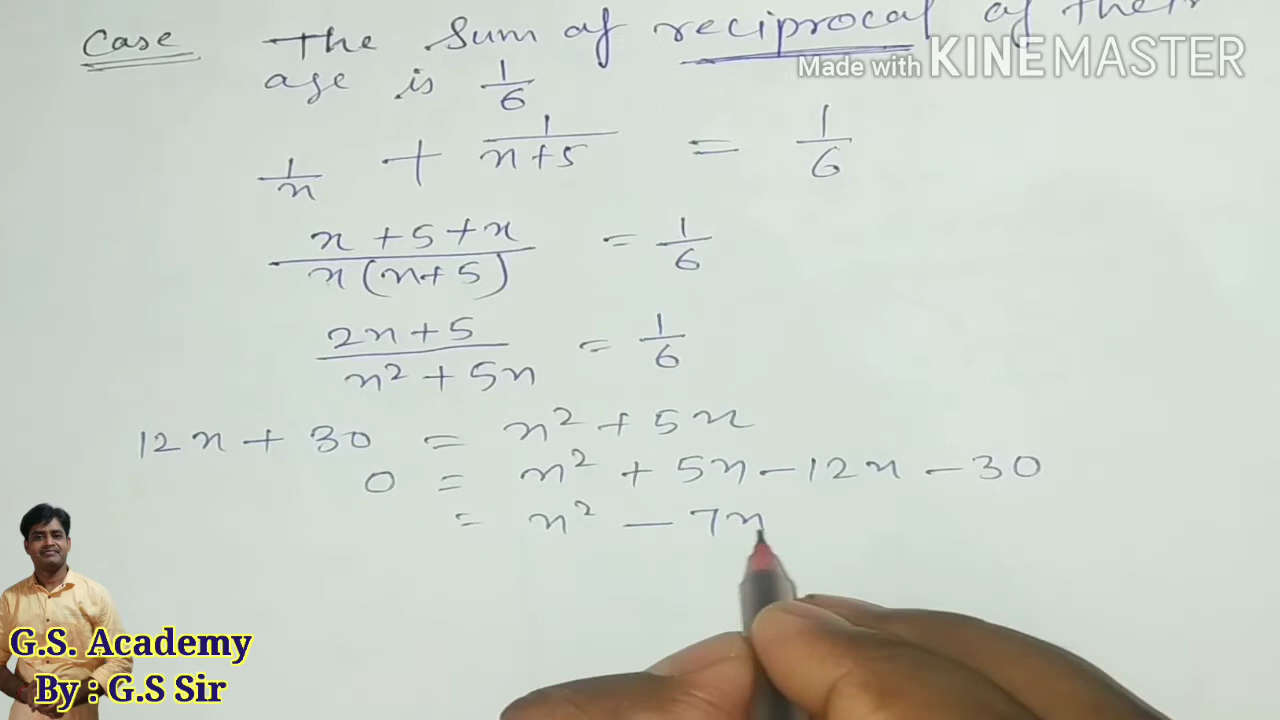 Case The sum of reciprocal of their
age is 1/6
Made with KINEMASTER
1/x + 1/x+5 = 1/6
x+5+x/x(x+5) = 1/6
2x+5/x²+5x = 1/6
12x + 30 = x² + 5x
0 = x² + 5x - 12x - 30
= x² - 7x
G.S. Academy
By : G.S Sir